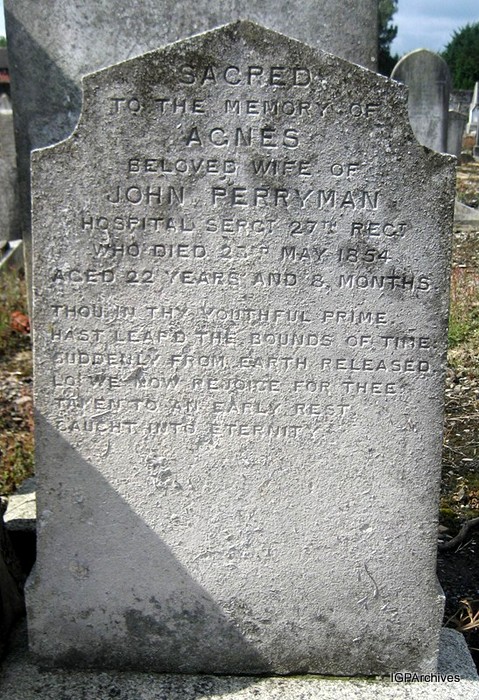 SACRED
TO THE MEMORY OF
AGNES
BELOVED WIFE OF
JOHN PERRYMAN
HOSPITAL SERGT 27TH REGT
WHO DIED 23RD MAY 1854
AGED 22 YEARS AND 8 MONTHS
THOU IN THY YOUTHFUL PRIME
HAST LEAP'D THE BOUNDS OF TIME
SUDDENLY FROM EARTH RELEASED
LO! WE NOW REJOICE FOR THEE
TAKEN TO AN EARLY REST
CAUGHT INTO ETERNITY
IGPArchives